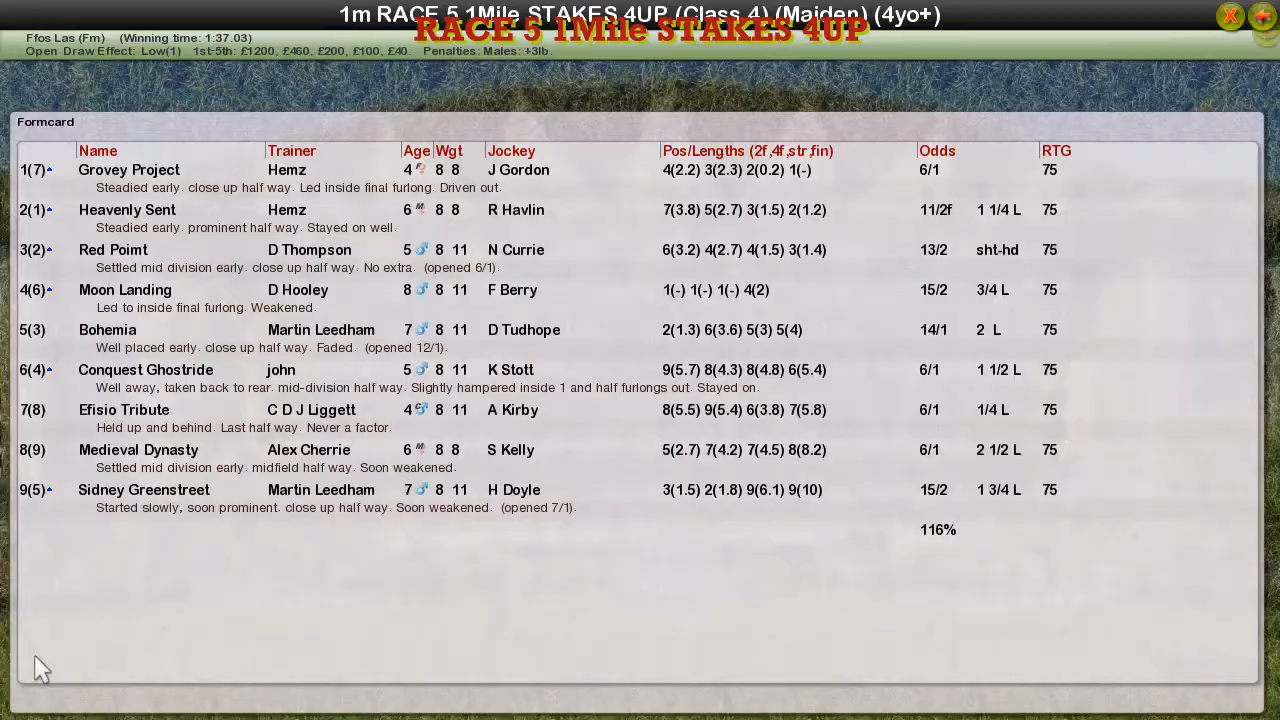 1m RACE 5 1Mile STAKES 4UP (Class 4) (Maiden) (4yo+)
RACE 5 1Mile STAKES 4UP
Ffos Las (Fm) (Winning time: 1:37.03)
Open Draw Effect: Low(1) 1st-5th: £1200, £460, £200, £100, £40. Penalties: Males: +3lb.
Formcard
Name Trainer Age Wgt Jockey Pos/Lengths (2f,4f,str,fin) Odds RTG
1(7) Grovey Project Hemz 4 8 8 J Gordon 4(2.2) 3(2.3) 2(0.2) 1(-) 6/1 75
Steadied early. close up half way. Led inside final furlong. Driven out.
2(1) Heavenly Sent Hemz 6 8 8 R Havlin 7(3.8) 5(2.7) 3(1.5) 2(1.2) 11/2f 1 1/4 L 75
Steadied early. prominent half way. Stayed on well.
3(2) Red Poimt D Thompson 5 8 11 N Currie 6(3.2) 4(2.7) 4(1.5) 3(1.4) 13/2 sht-hd 75
Settled mid division early. close up half way. No extra. (opened 6/1).
4(6) Moon Landing D Hooley 8 8 11 F Berry 1(-) 1(-) 1(-) 4(2) 15/2 3/4 L 75
Led to inside final furlong. Weakened.
5(3) Bohemia Martin Leedham 7 8 11 D Tudhope 2(1.3) 6(3.6) 5(3) 5(4) 14/1 2 L 75
Well placed early. close up half way. Faded. (opened 12/1).
6(4) Conquest Ghostride john 5 8 11 K Stott 9(5.7) 8(4.3) 8(4.8) 6(5.4) 6/1 1 1/2 L 75
Well away, taken back to rear. mid-division half way. Slightly hampered inside 1 and half furlongs out. Stayed on.
7(8) Efisio Tribute C D J Liggett 4 8 11 A Kirby 8(5.5) 9(5.4) 6(3.8) 7(5.8) 6/1 1/4 L 75
Held up and behind. Last half way. Never a factor.
8(9) Medieval Dynasty Alex Cherrie 6 8 8 S Kelly 5(2.7) 7(4.2) 7(4.5) 8(8.2) 6/1 2 1/2 L 75
Settled mid division early. midfield half way. Soon weakened.
9(5) Sidney Greenstreet Martin Leedham 7 8 11 H Doyle 3(1.5) 2(1.8) 9(6.1) 9(10) 15/2 1 3/4 L 75
Started slowly, soon prominent. close up half way. Soon weakened. (opened 7/1).
116%